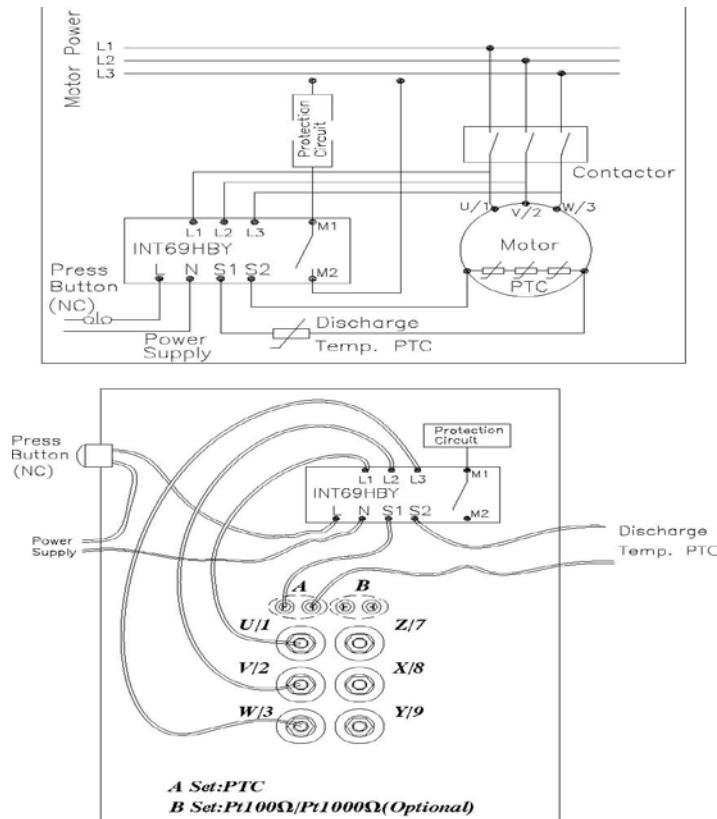 Motor Power
L1
L2
L3
Protection
Circuit
Contactor
L1 L2 L3 M1
U/1 V/2 W/3
INT69HBY
Motor
L N S1 S2 M2
PTC
Press
Button
(NC)
Power
Supply
Discharge
Temp. PTC
Press
Button
(NC)
Protection
Circuit
L1 L2 L3 M1
INT69HBY
L N S1 S2 M2
Power
Supply
Discharge
Temp. PTC
A B
U/1 Z/7
V/2 X/8
W/3 Y/9
A Set:PTC
B Set:Pt100Ω/Pt1000Ω(Optional)